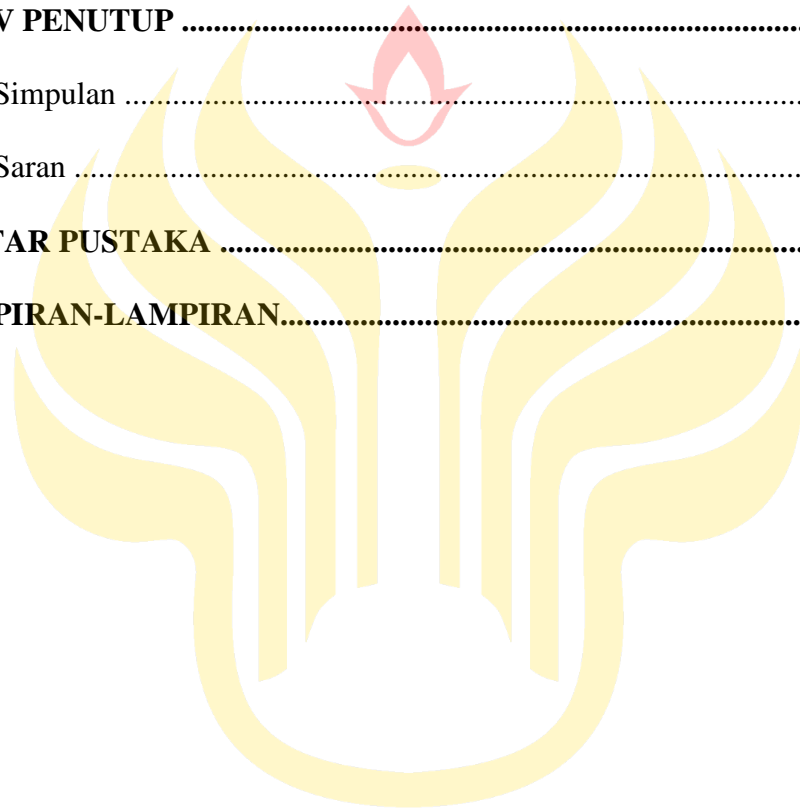 V PENUTUP ..........................................................................................
Simpulan ..........................................................................................
Saran ..........................................................................................
TAR PUSTAKA ..........................................................................................
PIRAN-LAMPIRAN..........................................................................................